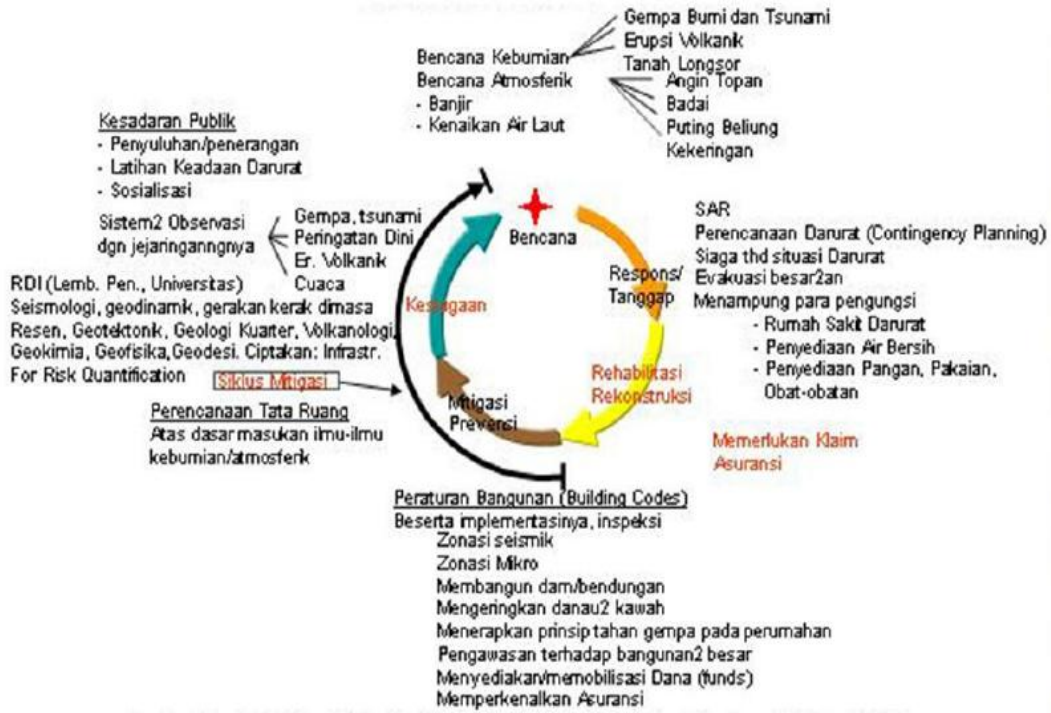 Gempa Bumi dan Tsunami
Erupsi Volkanik
Tanah Longsor
Bencana Kebumian
Bencana Atmosferik
- Banjir
- Kenaikan Air Laut
Angin Topan
Badai
Puting Beliung
Kekeringan
Kesadaran Publik
- Penyuluhan/penerangan
- Latihan Keadaan Darurat
- Sosialisasi
Sistem2 Observasi
dgn jejaringanngnya
Gempa, tsunami
Peringatan Dini
Er. Volkanik
Cuaca
RDI (Lemb. Pen., Universitas)
Seismologi, geodinamik, gerakan kerak dimasa
Resen, Geotektonik, Geologi Kuarter, Volkanologi,
Geokimia, Geofisika, Geodesi. Ciptakan: Infrastr.
For Risk Quantification
Siklus Mitigasi
Perencanaan Tata Ruang
Atas dasar masukan ilmu-ilmu
kebumian/atmosferik
Bencana
Respons/
Tanggap
Rehabilitasi
Rekonstruksi
Mitigasi
Prevensi
Kesiagaan
SAR
Perencanaan Darurat (Contingency Planning)
Siaga thd situasi Darurat
Evakuasi besar2an
Menampung para pengungsi
- Rumah Sakit Darurat
- Penyediaan Air Bersih
- Penyediaan Pangan, Pakaian,
Obat-obatan
Memerlukan Klaim
Asuransi
Peraturan Bangunan (Building Codes)
Beserta implementasinya, inspeksi
Zonasi seismik
Zonasi Mikro
Membangun dam/bendungan
Mengeringkan danau2 kawah
Menerapkan prinsip tahan gempa pada perumahan
Pengawasan terhadap bangunan2 besar
Menyediakan/memobilisasi Dana (funds)
Memperkenalkan Asuransi